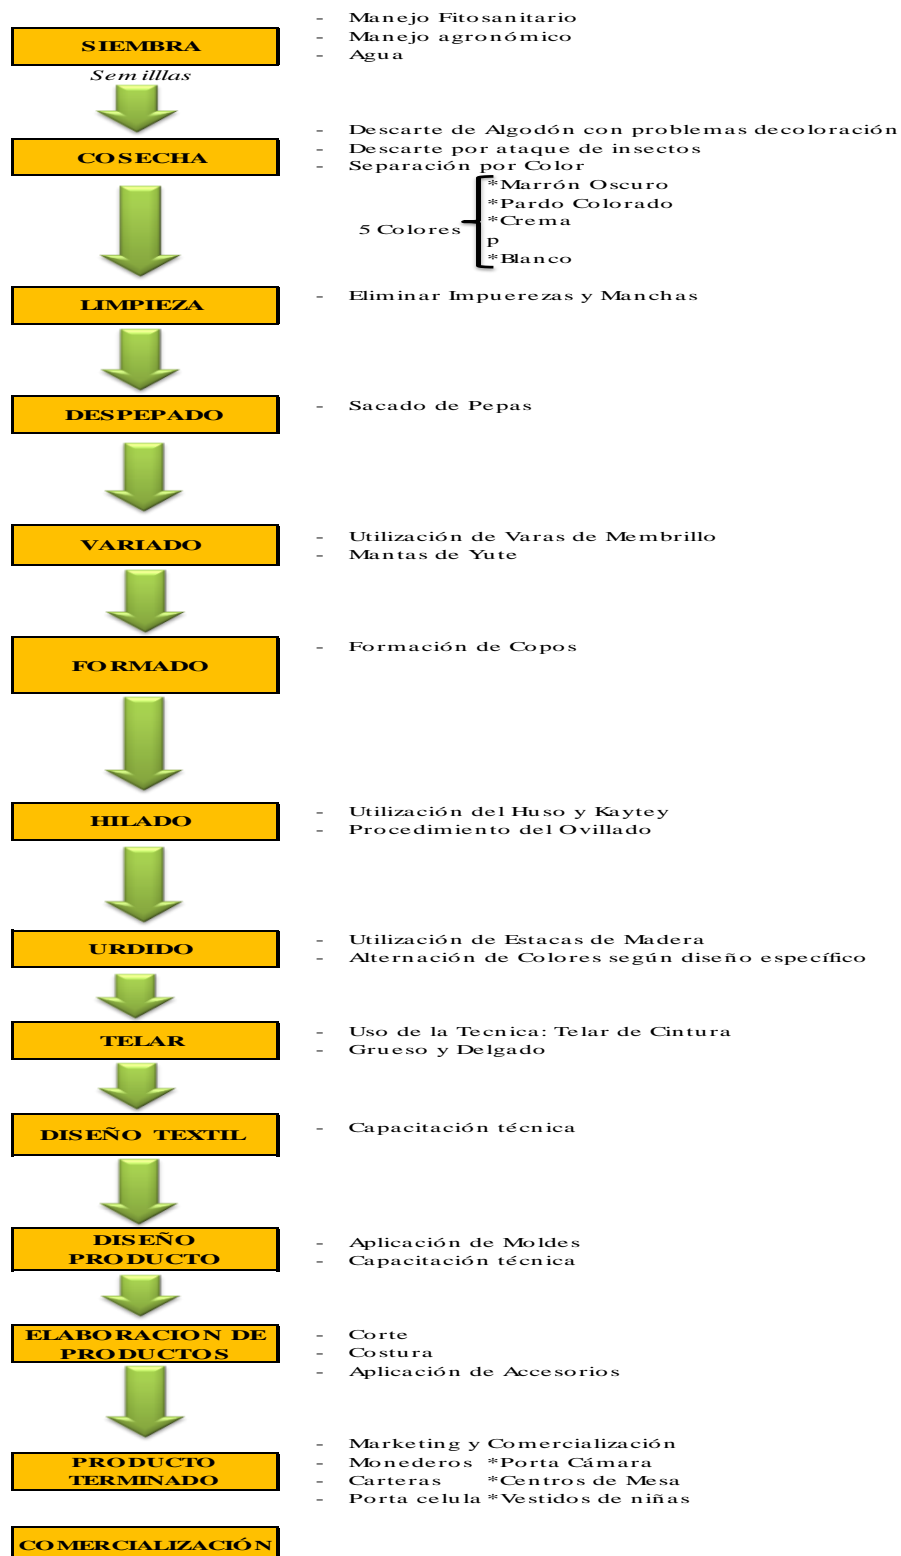 - Manejo Fitosanitario
- Manejo agronómico
SIEMBRA
- Agua
Semilllas
- Descarte de Algodón con problemas decoloración
- Descarte por ataque de insectos
COSECHA
- Separación por Color
*Marrón Oscuro
*Pardo Colorado
*Crema
5 Colores
p
*Blanco
LIMPIEZA
- Eliminar Impuerezas y Manchas
DESPEPADO
- Sacado de Pepas
VARIADO
- Utilización de Varas de Membrillo
- Mantas de Yute
FORMADO
- Formación de Copos
HILADO
- Utilización del Huso y Kaytey
- Procedimiento del Ovillado
URDIDO
- Utilización de Estacas de Madera
- Alternación de Colores según diseño específico
TELAR
- Uso de la Tecnica: Telar de Cintura
- Grueso y Delgado
DISEÑO TEXTIL
- Capacitación técnica
DISEÑO
PRODUCTO
- Aplicación de Moldes
- Capacitación técnica
ELABORACION DE
PRODUCTOS
- Corte
- Costura
- Aplicación de Accesorios
PRODUCTO
TERMINADO
- Marketing y Comercialización
- Monederos *Porta Cámara
- Carteras *Centros de Mesa
- Porta celula *Vestidos de niñas
COMERCIALIZACIÓN